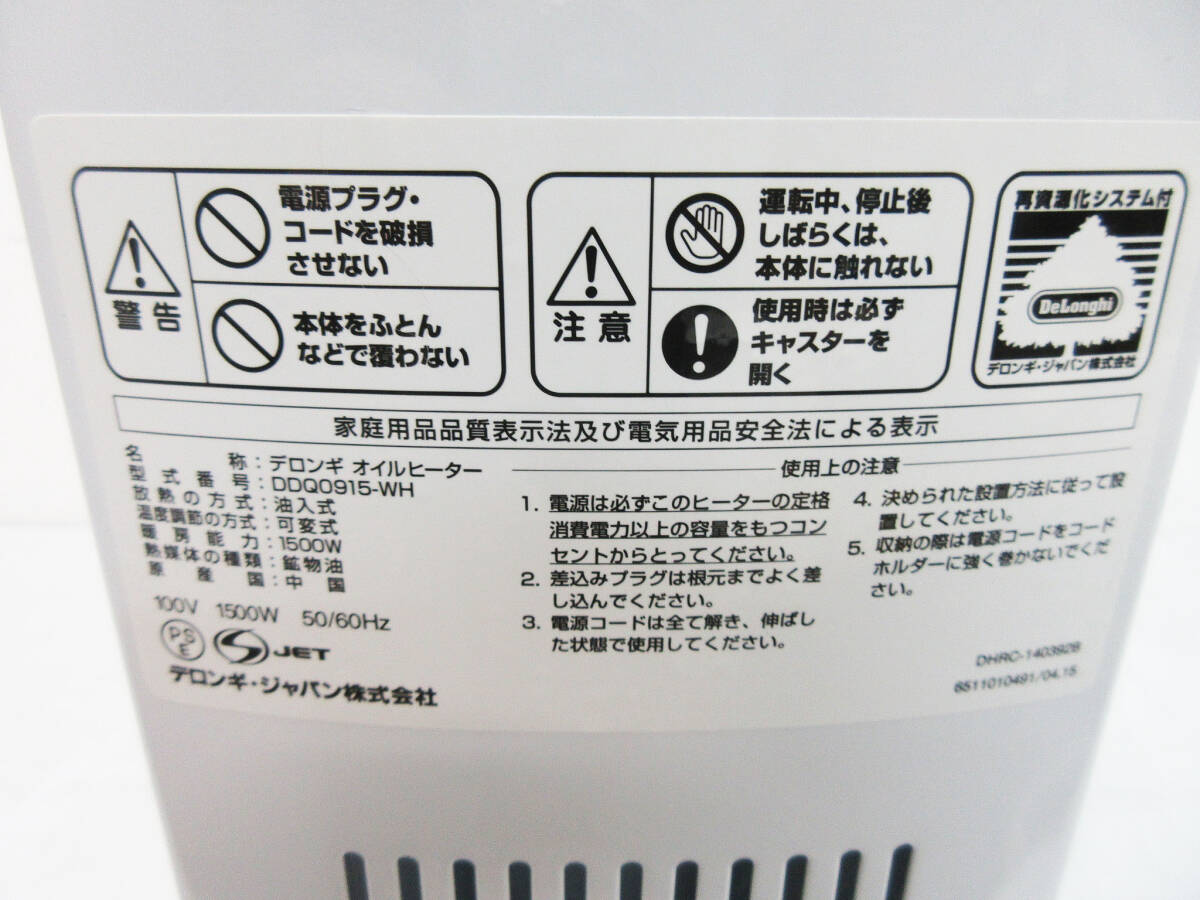 警告
電源プラグ・
コードを破損
させない
本体をふとん
などで覆わない
注意
運転中、停止後
しばらくは、
本体に触れない
使用時は必ず
キャスターを
開く
再資源化システム付
DeLonghi
デロンギ・ジャパン株式会社
家庭用品品質表示法及び電気用品安全法による表示
名称：デロンギ オイルヒーター
型式番号：DDQ0915-WH
放熱の方式：油入式
温度調節の方式：可変式
暖房能力：1500W
熱媒体の種類：鉱物油
原産国：中国
100V 1500W 50/60Hz
PS
E
JET
デロンギ・ジャパン株式会社
使用上の注意
1. 電源は必ずこのヒーターの定格
消費電力以上の容量をもつコン
セントからとってください。
2. 差込みプラグは根元までよく差
し込んでください。
3. 電源コードは全て解き、伸ばし
た状態で使用してください。
4. 決められた設置方法に従って設
置してください。
5. 収納の際は電源コードをコード
ホルダーに強く巻かないでくだ
さい。
DHRC-140392B
6511010491/04.15